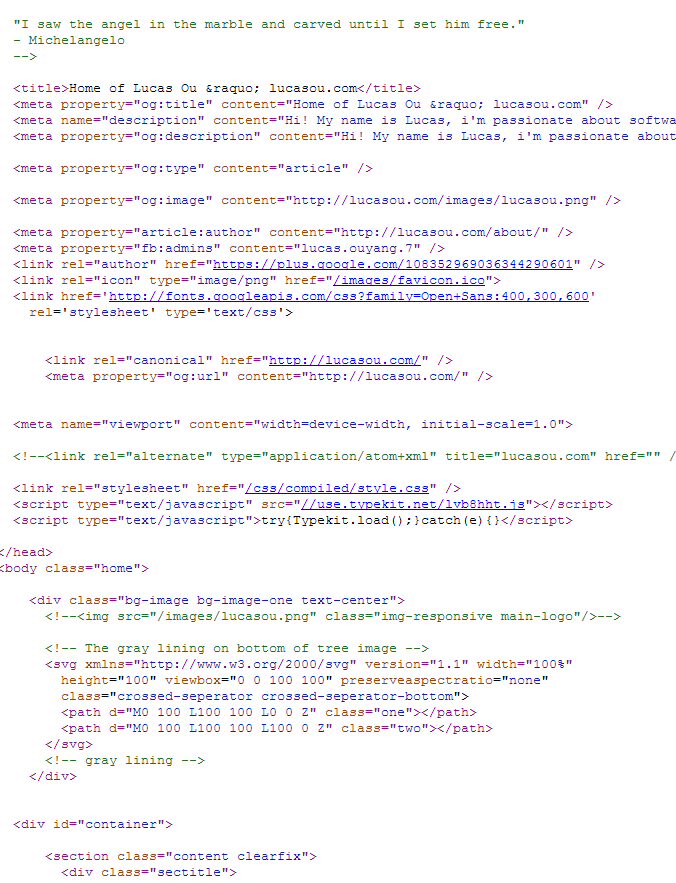 "I saw the angel in the marble and carved until I set him free."
- Michelangelo
-->
<title>Home of Lucas Ou &raquo; lucasou.com</title>
<meta property="og:title" content="Home of Lucas Ou &raquo; lucasou.com" />
<meta name="description" content="Hi! My name is Lucas, i'm passionate about softwa
<meta property="og:description" content="Hi! My name is Lucas, i'm passionate about
<meta property="og:type" content="article" />
<meta property="og:image" content="http://lucasou.com/images/lucasou.png" />
<meta property="article:author" content="http://lucasou.com/about/" />
<meta property="fb:admins" content="lucas.ouyang.7" />
<link rel="author" href="https://plus.google.com/108352969036344290601" />
<link rel="icon" type="image/png" href="/images/favicon.ico">
<link href='http://fonts.googleapis.com/css?family=Open+Sans:400,300,600'
rel='stylesheet' type='text/css'>
<link rel="canonical" href="http://lucasou.com/" />
<meta property="og:url" content="http://lucasou.com/" />
<meta name="viewport" content="width=device-width, initial-scale=1.0">
<!--<link rel="alternate" type="application/atom+xml" title="lucasou.com" href="" /
<link rel="stylesheet" href="/css/compiled/style.css" />
<script type="text/javascript" src="//use.typekit.net/lvb8hht.js"></script>
<script type="text/javascript">try{Typekit.load();}catch(e){}</script>
</head>
<body class="home">
<div class="bg-image bg-image-one text-center">
<!--<img src="/images/lucasou.png" class="img-responsive main-logo"/>-->
<!-- The gray lining on bottom of tree image -->
<svg xmlns="http://www.w3.org/2000/svg" version="1.1" width="100%"
height="100" viewbox="0 0 100 100" preserveaspectratio="none"
class="crossed-seperator crossed-seperator-bottom">
<path d="M0 100 L100 100 L0 0 Z" class="one"></path>
<path d="M0 100 L100 100 L100 0 Z" class="two"></path>
</svg>
<!-- gray lining -->
</div>
<div id="container">
<section class="content clearfix">
<div class="sectitle">